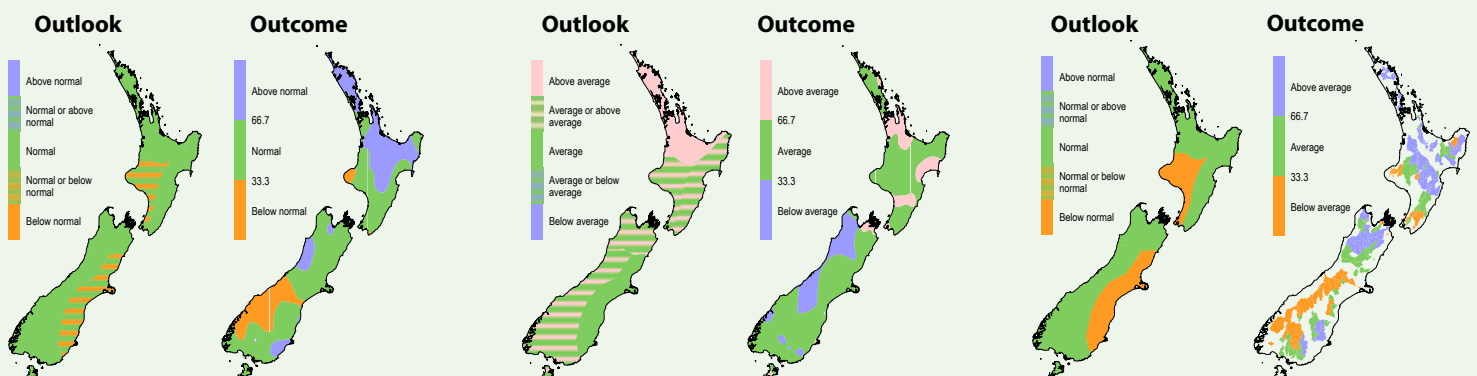 Outlook
Above normal
Normal or above
normal
Normal
Normal or below
normal
Below normal
Outcome
Above normal
66.7
Normal
33.3
Below normal
Outlook
Above average
Average or above
average
Average
Average or below
average
Below average
Outcome
Above average
66.7
Average
33.3
Below average
Outlook
Above normal
Normal or above
normal
Normal
Normal or below
normal
Below normal
Outcome
Above average
66.7
Average
33.3
Below average